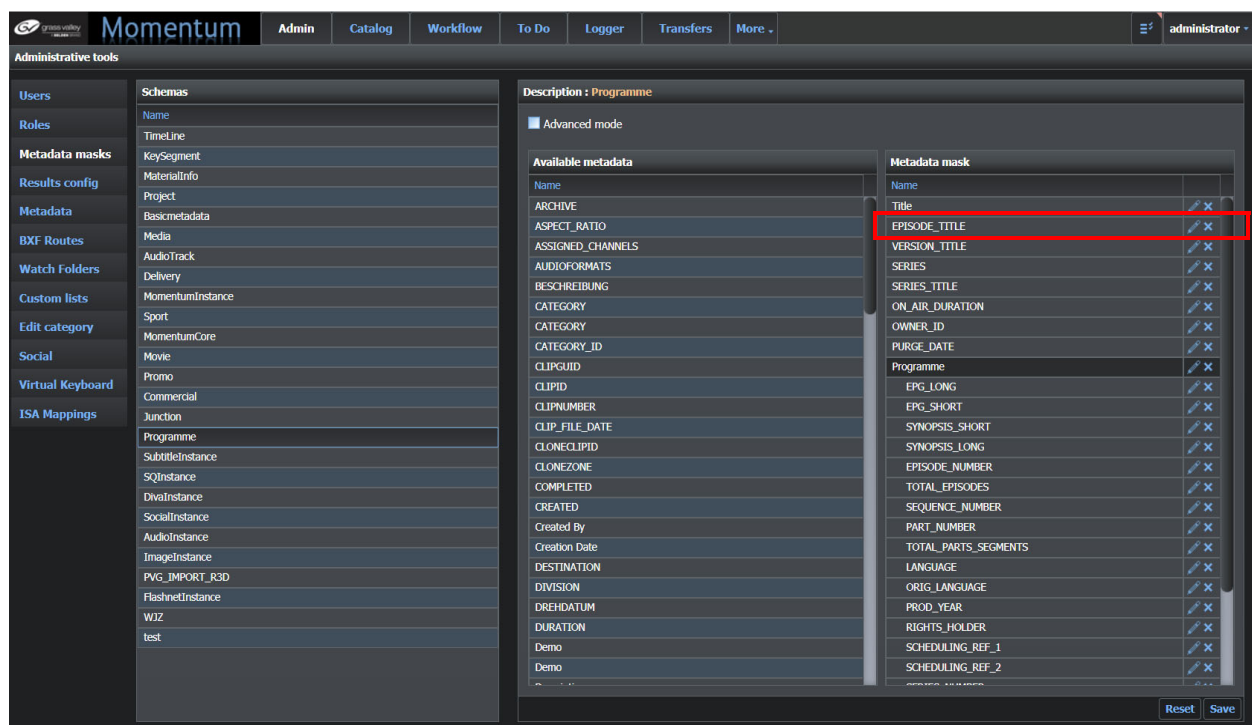 grass valley
A BELDEN BRAND
Momentum
Admin
Catalog
Workflow
To Do
Logger
Transfers
More
administrator
Administrative tools
Users
Roles
Metadata masks
Results config
Metadata
BXF Routes
Watch Folders
Custom lists
Edit category
Social
Virtual Keyboard
ISA Mappings
Schemas
Name
TimeLine
KeySegment
MaterialInfo
Project
Basicmetadata
Media
AudioTrack
Delivery
MomentumInstance
Sport
MomentumCore
Movie
Promo
Commercial
Junction
Programme
SubtitleInstance
SQInstance
DivaInstance
SocialInstance
AudioInstance
ImageInstance
PVG_IMPORT_R3D
FlashnetInstance
WJZ
test
Description : Programme
Advanced mode
Available metadata
Name
ARCHIVE
ASPECT_RATIO
ASSIGNED_CHANNELS
AUDIOFORMATS
BESCHREIBUNG
CATEGORY
CATEGORY
CATEGORY_ID
CLIPGUID
CLIPID
CLIPNUMBER
CLIP_FILE_DATE
CLONECLIPID
CLONEZONE
COMPLETED
CREATED
Created By
Creation Date
DESTINATION
DIVISION
DREHDATUM
DURATION
Demo
Demo
Metadata mask
Name
Title
EPISODE_TITLE
VERSION_TITLE
SERIES
SERIES_TITLE
ON_AIR_DURATION
OWNER_ID
PURGE_DATE
Programme
EPG_LONG
EPG_SHORT
SYNOPSIS_SHORT
SYNOPSIS_LONG
EPISODE_NUMBER
TOTAL_EPISODES
SEQUENCE_NUMBER
PART_NUMBER
TOTAL_PARTS_SEGMENTS
LANGUAGE
ORIG_LANGUAGE
PROD_YEAR
RIGHTS_HOLDER
SCHEDULING_REF_1
SCHEDULING_REF_2
Reset
Save